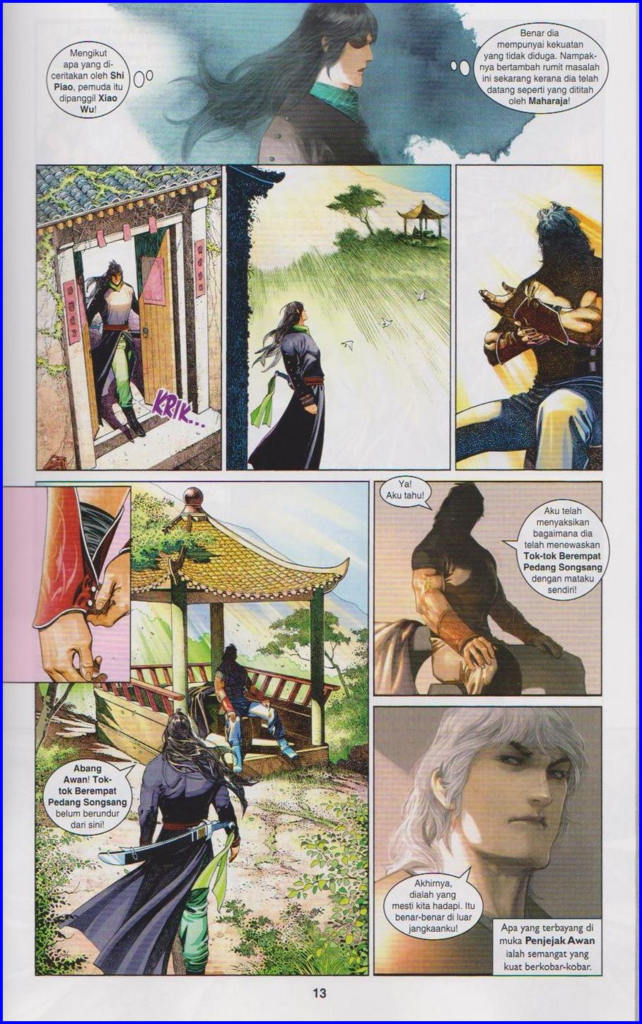 Mengikut
apa yang di-
ceritakan oleh Shi
Piao, pemuda itu
dipanggil Xiao
Wu!
Benar dia
mempunyai kekuatan
yang tidak diduga. Nampak-
nya bertambah rumit masalah
ini sekarang kerana dia telah
datang seperti yang dititah
oleh Maharaja!
KRIK...
Ya!
Aku tahu!
Aku telah
menyaksikan
bagaimana dia
telah menewaskan
Tok-tok Berempat
Pedang Songsang
dengan mataku
sendiri!
Abang
Awan! Tok-
tok Berempat
Pedang Songsang
belum berundur
dari sini!
Akhirnya,
dialah yang
mesti kita hadapi. Itu
benar-benar di luar
jangkaanku!
Apa yang terbayang di
muka Penjejak Awan
ialah semangat yang
kuat berkobar-kobar.
13